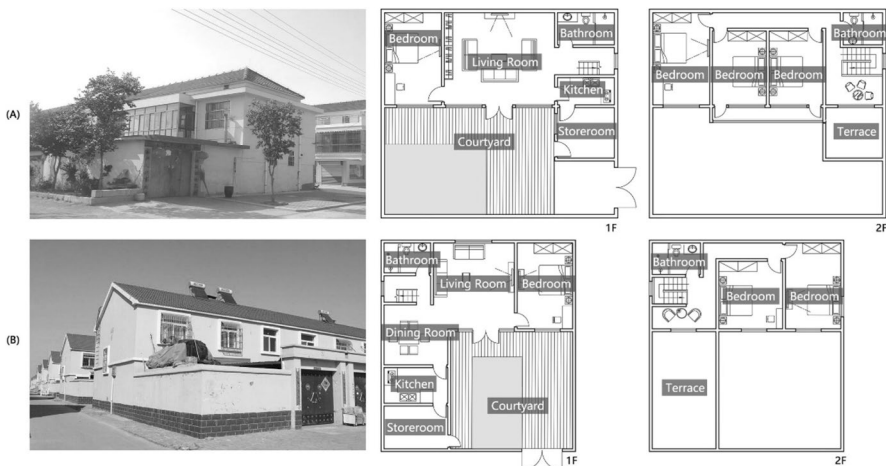 (A)
Bedroom
Living Room
Bathroom
Kitchen
Storeroom
Courtyard
1F
Bedroom
Bedroom
Bedroom
Bathroom
Terrace
2F
(B)
Bathroom
Living Room
Bedroom
Dining Room
Kitchen
Storeroom
Courtyard
1F
Bathroom
Bedroom
Bedroom
Terrace
2F